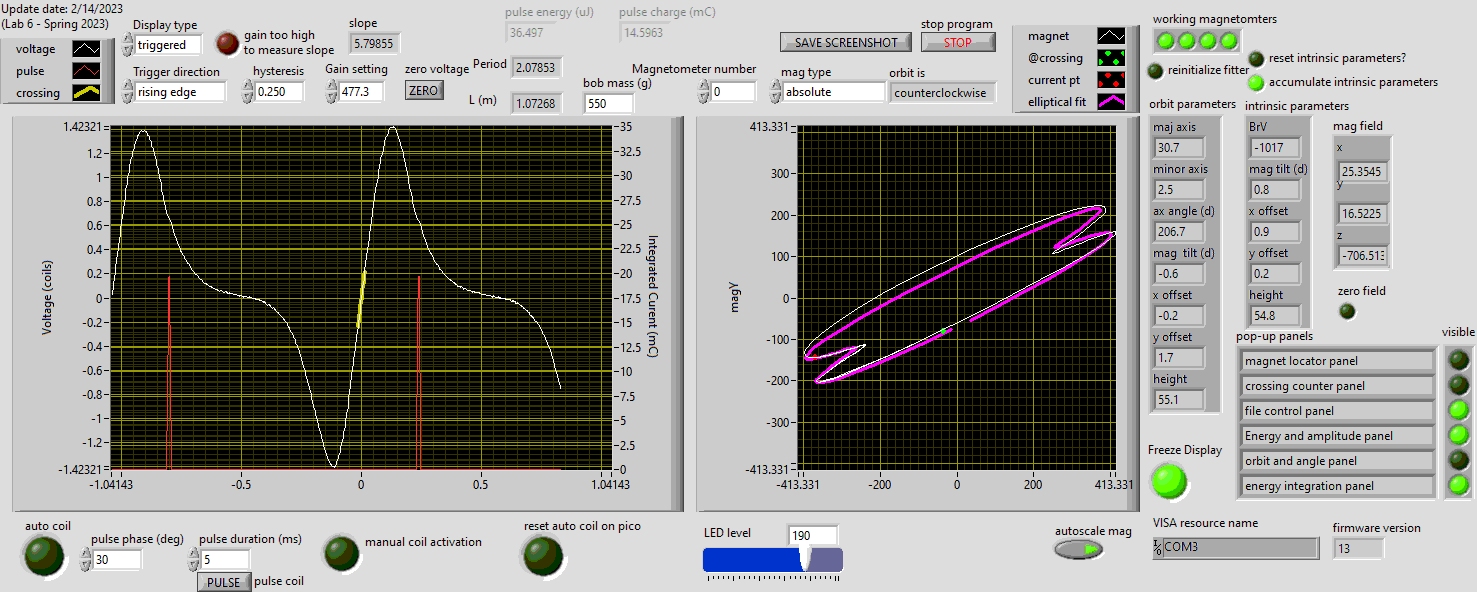 Update date: 2/14/2023
(Lab 6 - Spring 2023)
voltage
pulse
crossing
Display type
triggered
gain too high
to measure slope
slope
5.79855
Trigger direction
rising edge
hysteresis
0.250
Gain setting
477.3
zero voltage
ZERO
pulse energy (uJ)
36.497
pulse charge (mC)
14.5963
Period
2.07853
L (m)
1.07268
bob mass (g)
550
SAVE SCREENSHOT
stop program
STOP
Magnetometer number
0
mag type
absolute
orbit is
counterclockwise
magnet
@crossing
current pt
elliptical fit
working magnetomters
reinitialize fitter
reset intrinsic parameters?
accumulate intrinsic parameters
orbit parameters
maj axis
30.7
minor axis
2.5
ax angle (d)
206.7
mag tilt (d)
-0.6
x offset
-0.2
y offset
1.7
height
55.1
intrinsic parameters
BrV
-1017
mag tilt (d)
0.8
x offset
0.9
y offset
0.2
height
54.8
mag field
x
25.3545
y
16.5225
z
-706.513
zero field
1.42321
1.2
1
0.8
0.6
0.4
0.2
0
-0.2
-0.4
-0.6
-0.8
-1
-1.2
-1.42321
Voltage (coils)
-1.04143
-0.5
0
0.5
1.04143
35
32.5
30
27.5
25
22.5
20
17.5
15
12.5
10
7.5
5
2.5
0
Integrated Current (mC)
413.331
300
200
100
0
-100
-200
-300
-413.331
magY
-413.331
-200
0
200
413.331
pop-up panels
visible
magnet locator panel
crossing counter panel
file control panel
Energy and amplitude panel
orbit and angle panel
energy integration panel
Freeze Display
auto coil
pulse phase (deg)
30
pulse duration (ms)
5
PULSE
pulse coil
manual coil activation
reset auto coil on pico
LED level
190
autoscale mag
VISA resource name
COM3
firmware version
13